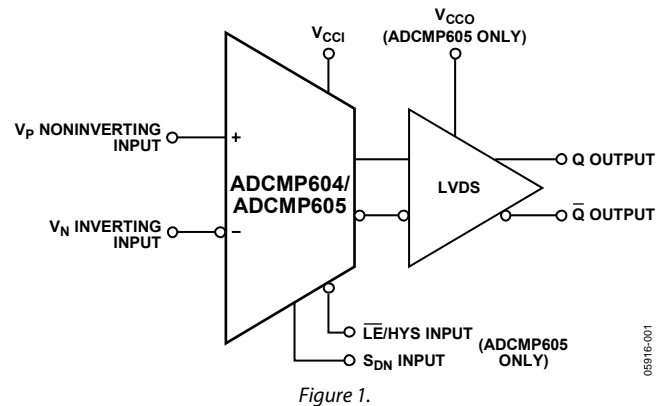 V_CCI
V_CCO
(ADCMP605 ONLY)
V_P NONINVERTING
INPUT
+
ADCMP604/
ADCMP605
LVDS
Q OUTPUT
Q̅ OUTPUT
V_N INVERTING
INPUT
−
L̅E̅/HYS INPUT
(ADCMP605
ONLY)
S_DN INPUT
05916-001
Figure 1.